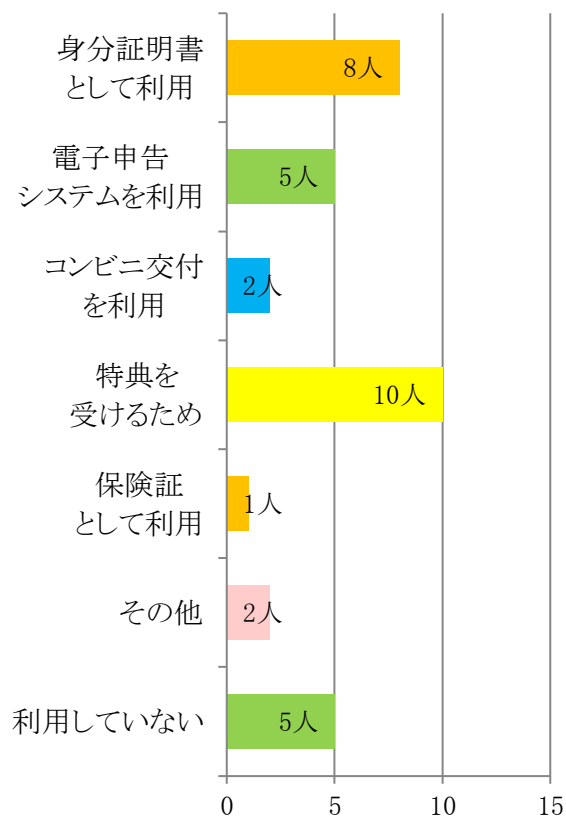 身分証明書
として利用
8人
電子申告
システムを利用
5人
コンビニ交付
を利用
2人
特典を
受けるため
10人
保険証
として利用
1人
その他
2人
利用していない
5人
0 5 10 15